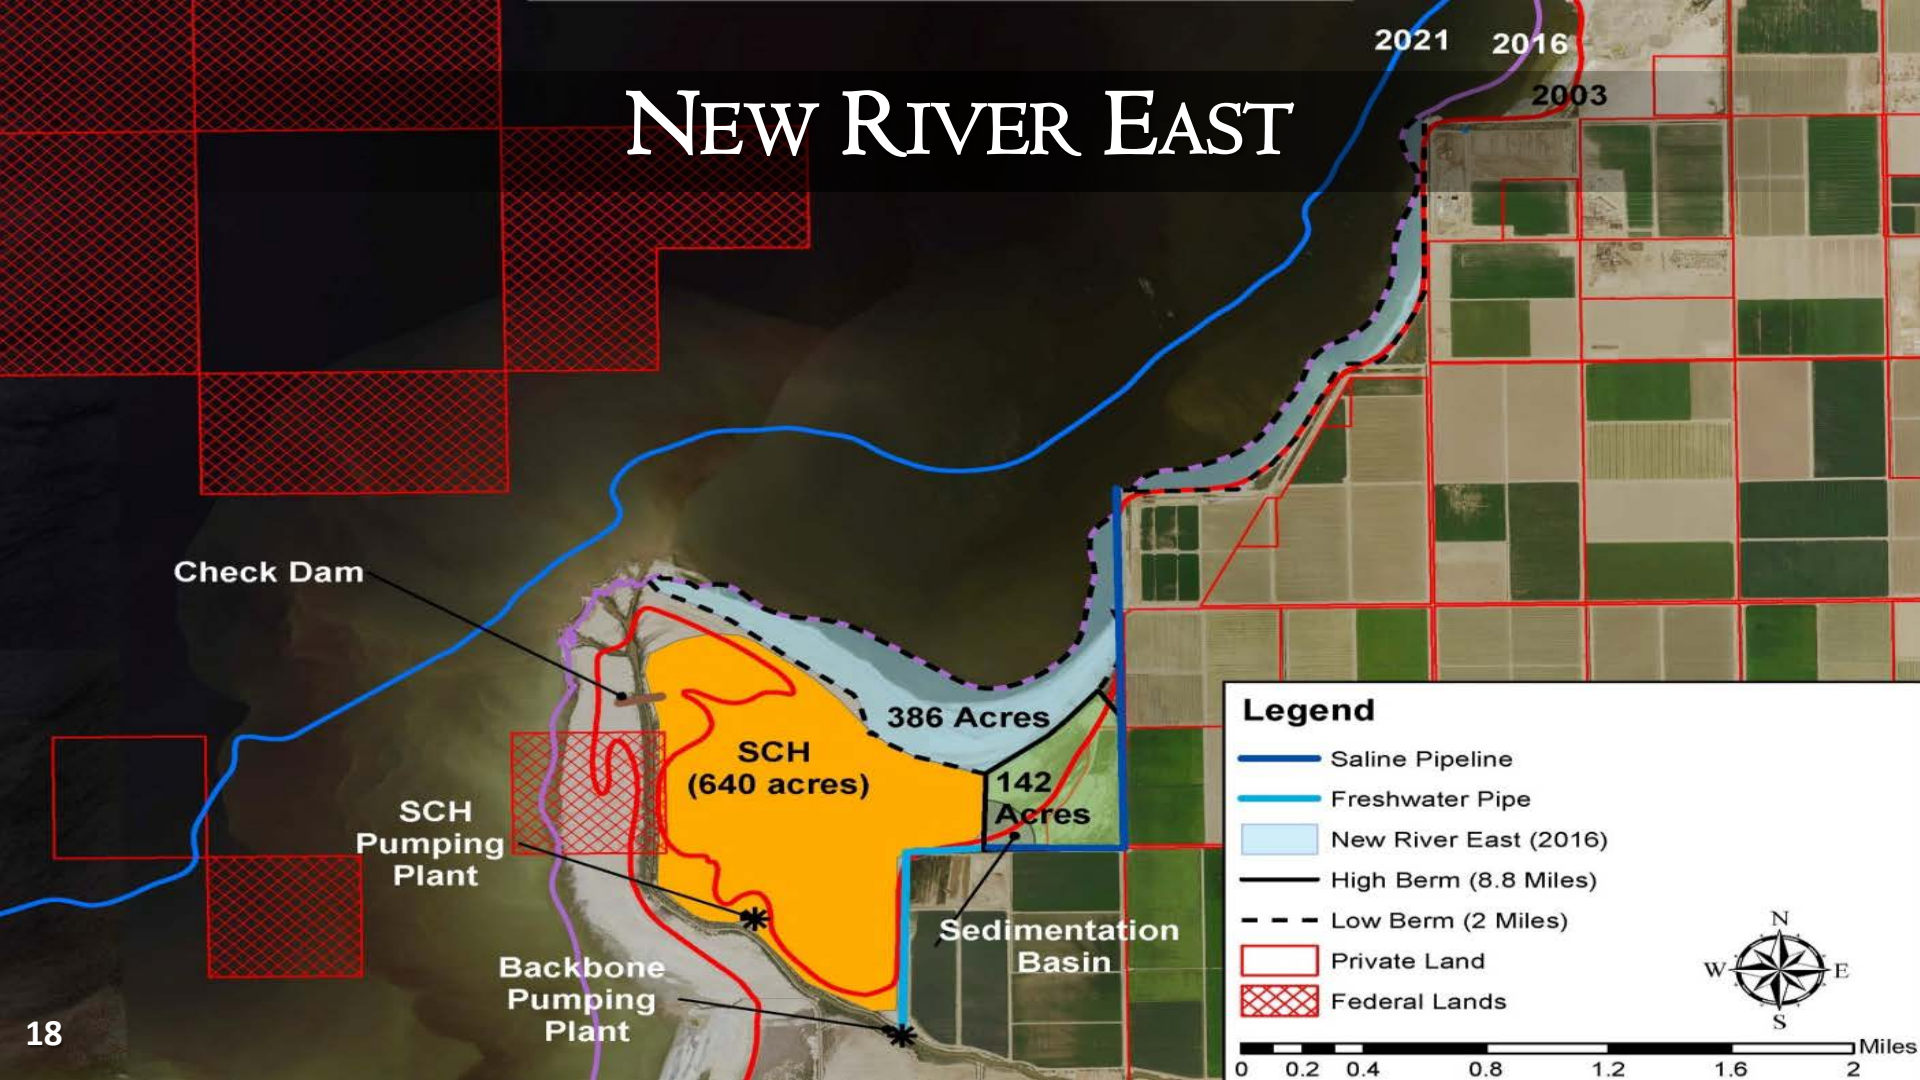 2021
2016
2003
NEW RIVER EAST
Check Dam
386 Acres
SCH
(640 acres)
142
Acres
SCH
Pumping
Plant
Sedimentation
Basin
Backbone
Pumping
Plant
18
Legend
Saline Pipeline
Freshwater Pipe
New River East (2016)
High Berm (8.8 Miles)
Low Berm (2 Miles)
Private Land
Federal Lands
N
W
E
S
Miles
0 0.2 0.4 0.8 1.2 1.6 2